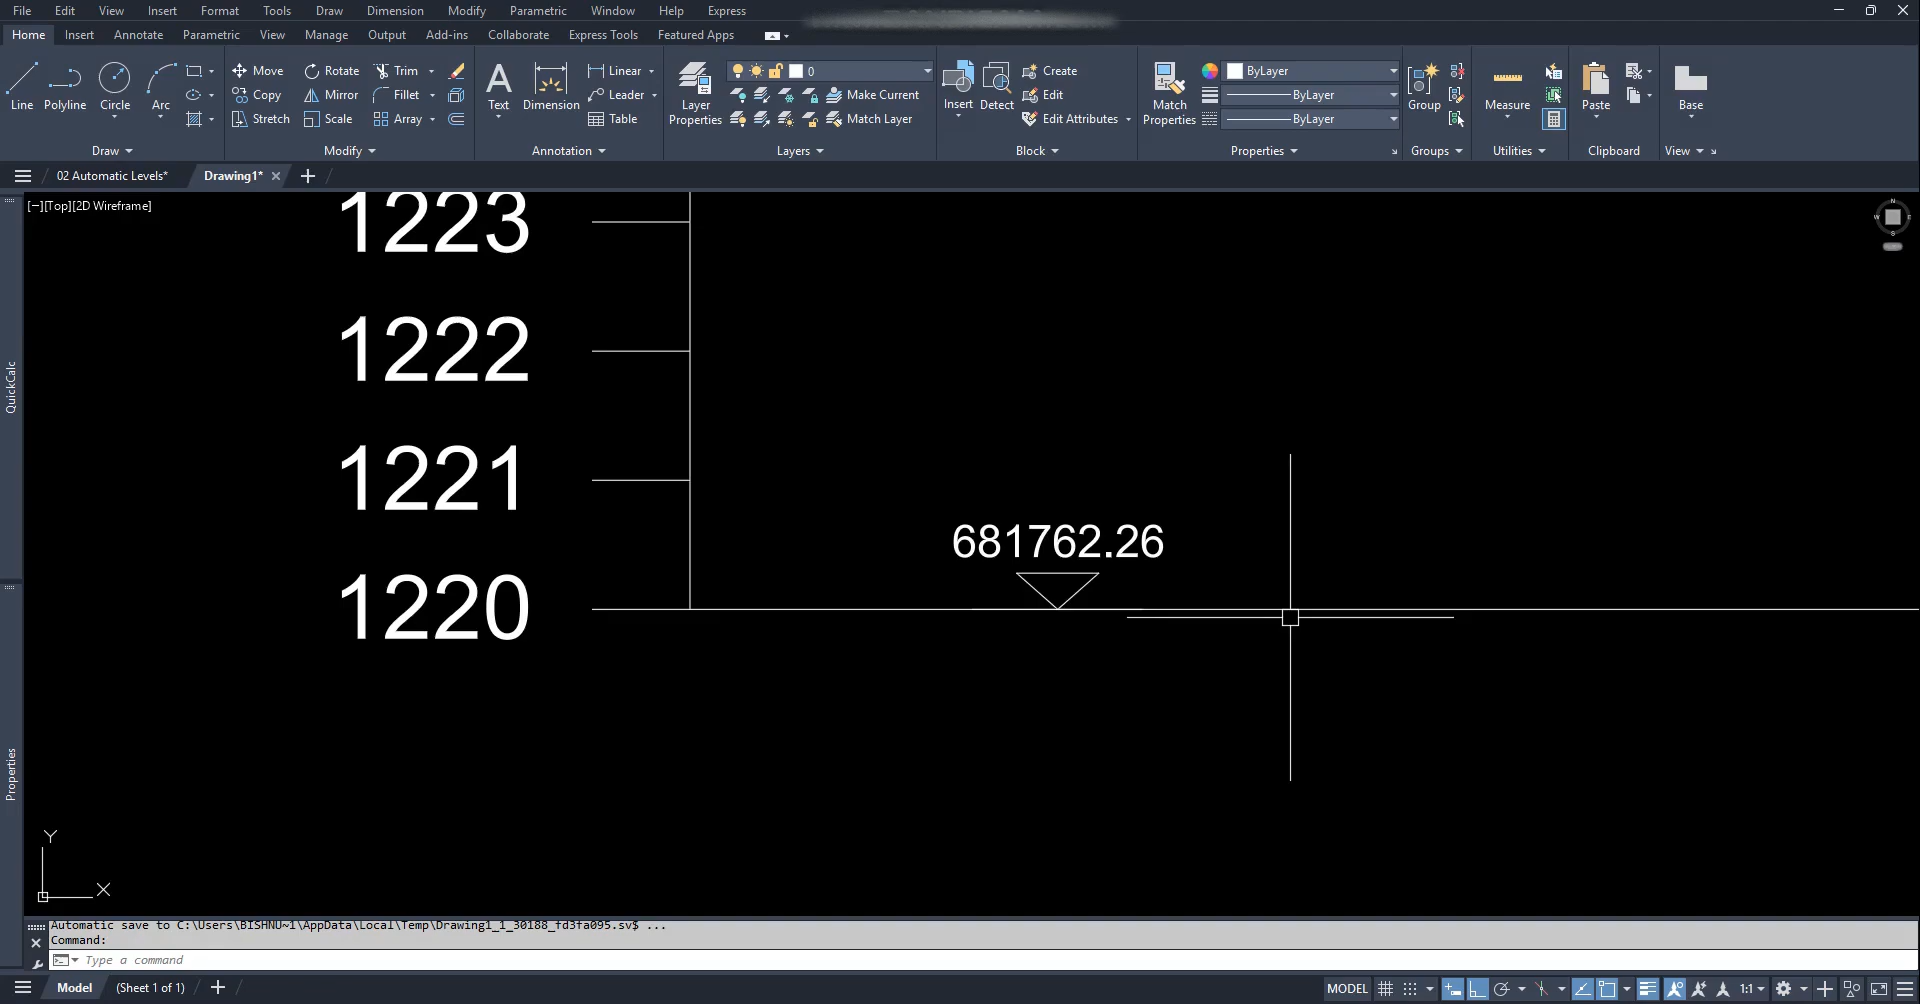 File Edit View Insert Format Tools Draw Dimension Modify Parametric Window Help Express
Home Insert Annotate Parametric View Manage Output Add-ins Collaborate Express Tools Featured Apps
Line Polyline Circle Arc
Move Rotate Trim
Copy Mirror Fillet
Stretch Scale Array
Text Dimension
Linear
Leader
Table
Layer Properties
0
Make Current
Match Layer
Insert Detect
Create
Edit
Edit Attributes
Match Properties
ByLayer
ByLayer
ByLayer
Group
Measure
Paste
Base
Draw Modify Annotation Layers Block Properties Groups Utilities Clipboard View
02 Automatic Levels* Drawing1*
[−][Top][2D Wireframe]
N
W
E
S
QuickCalc
Properties
1223
1222
1221
681762.26
1220
Y
X
Automatic save to C:\Users\BISHNU~1\AppData\Local\Temp\Drawing1_1_30188_fd3fa095.sv$ ...
Command:
Type a command
Model (Sheet 1 of 1) MODEL 1:1